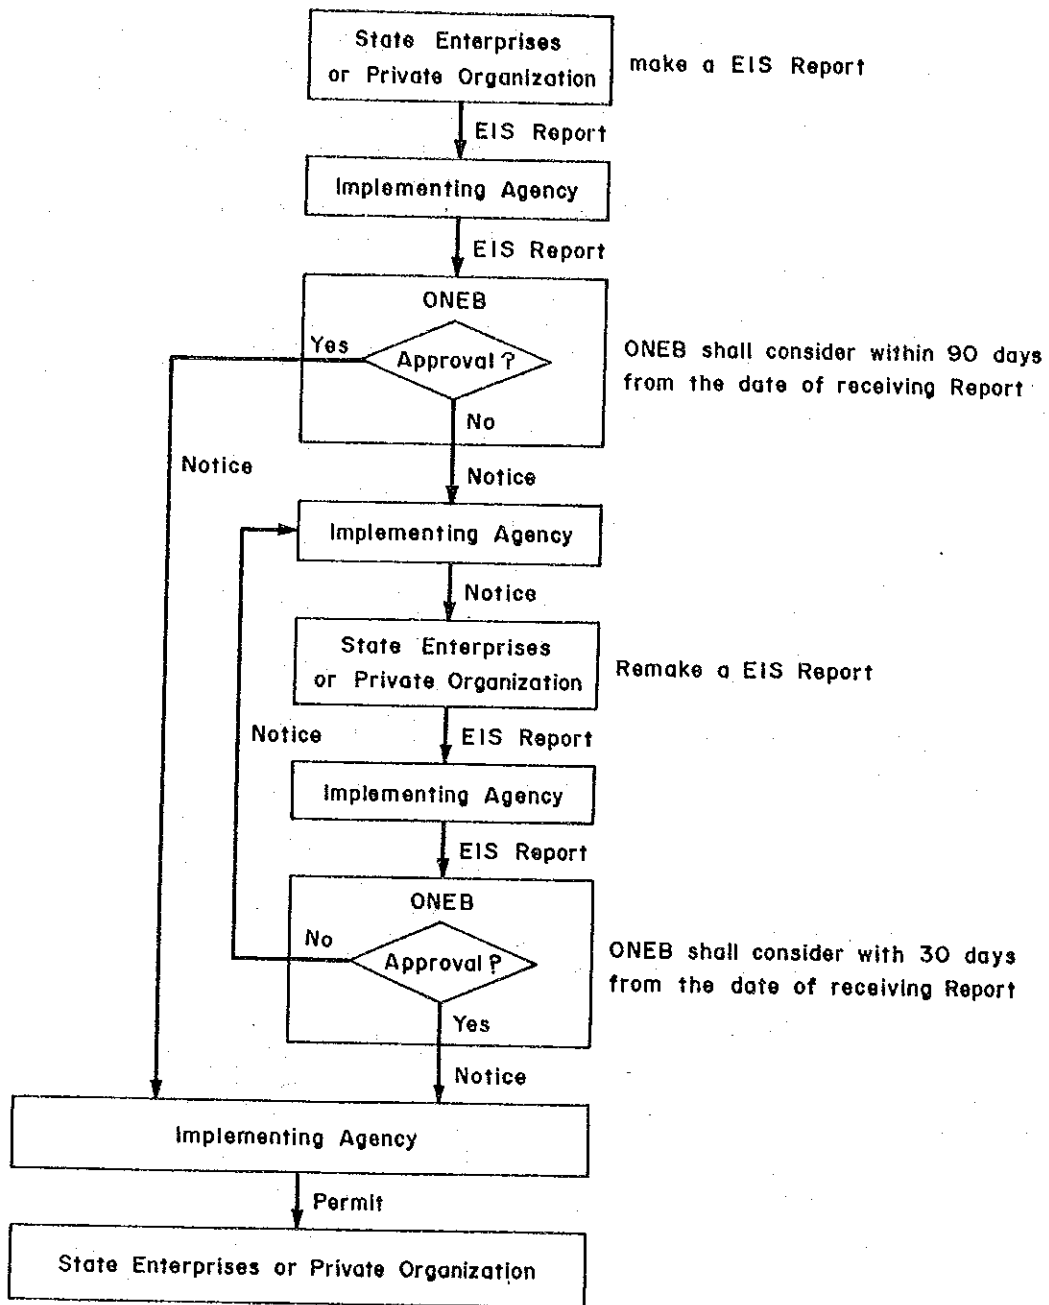 State Enterprises
or Private Organization
make a EIS Report
EIS Report
Implementing Agency
EIS Report
ONEB
Yes
Approval ?
ONEB shall consider within 90 days
from the date of receiving Report
No
Notice
Notice
Implementing Agency
Notice
State Enterprises
or Private Organization
Remake a EIS Report
Notice
EIS Report
Implementing Agency
EIS Report
ONEB
No
Approval ?
ONEB shall consider with 30 days
from the date of receiving Report
Yes
Notice
Implementing Agency
Permit
State Enterprises or Private Organization